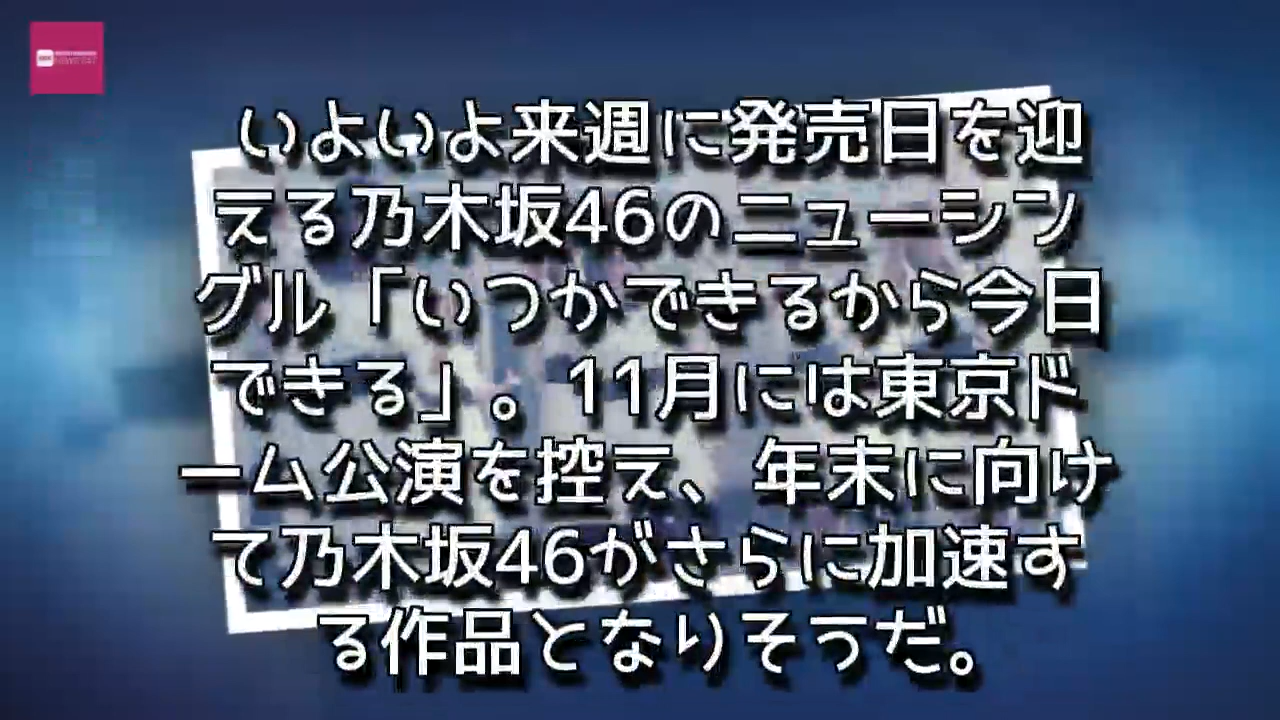 いよいよ来週に発売日を迎
える乃木坂46のニューシン
グル「いつかできるから今日
できる」。11月には東京ド
ーム公演を控え、年末に向け
て乃木坂46がさらに加速す
る作品となりそうだ。